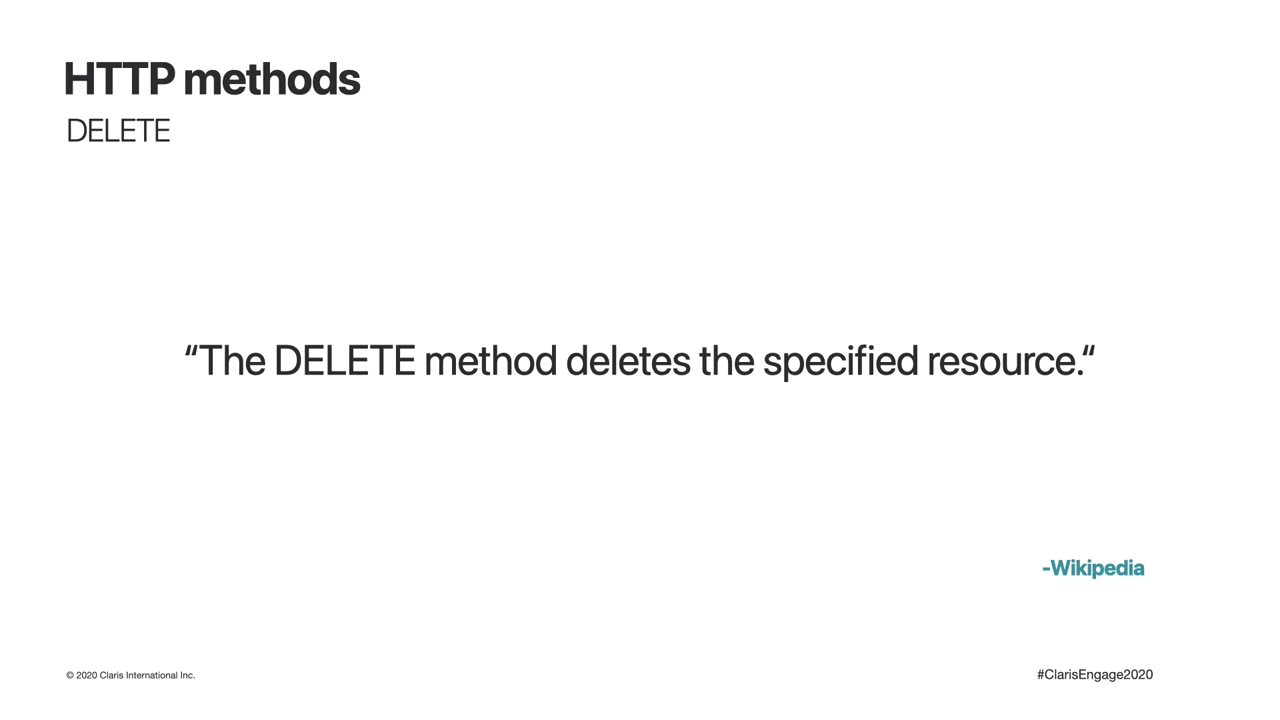 HTTP methods
DELETE
“The DELETE method deletes the specified resource.“
-Wikipedia
© 2020 Claris International Inc.
#ClarisEngage2020